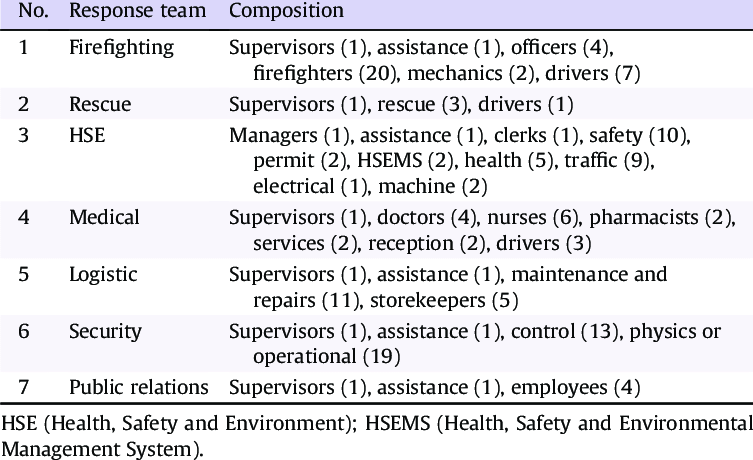 No. Response team Composition
1 Firefighting Supervisors (1), assistance (1), officers (4),
firefighters (20), mechanics (2), drivers (7)
2 Rescue Supervisors (1), rescue (3), drivers (1)
3 HSE Managers (1), assistance (1), clerks (1), safety (10),
permit (2), HSEMS (2), health (5), traffic (9),
electrical (1), machine (2)
4 Medical Supervisors (1), doctors (4), nurses (6), pharmacists (2),
services (2), reception (2), drivers (3)
5 Logistic Supervisors (1), assistance (1), maintenance and
repairs (11), storekeepers (5)
6 Security Supervisors (1), assistance (1), control (13), physics or
operational (19)
7 Public relations Supervisors (1), assistance (1), employees (4)
HSE (Health, Safety and Environment); HSEMS (Health, Safety and Environmental
Management System).